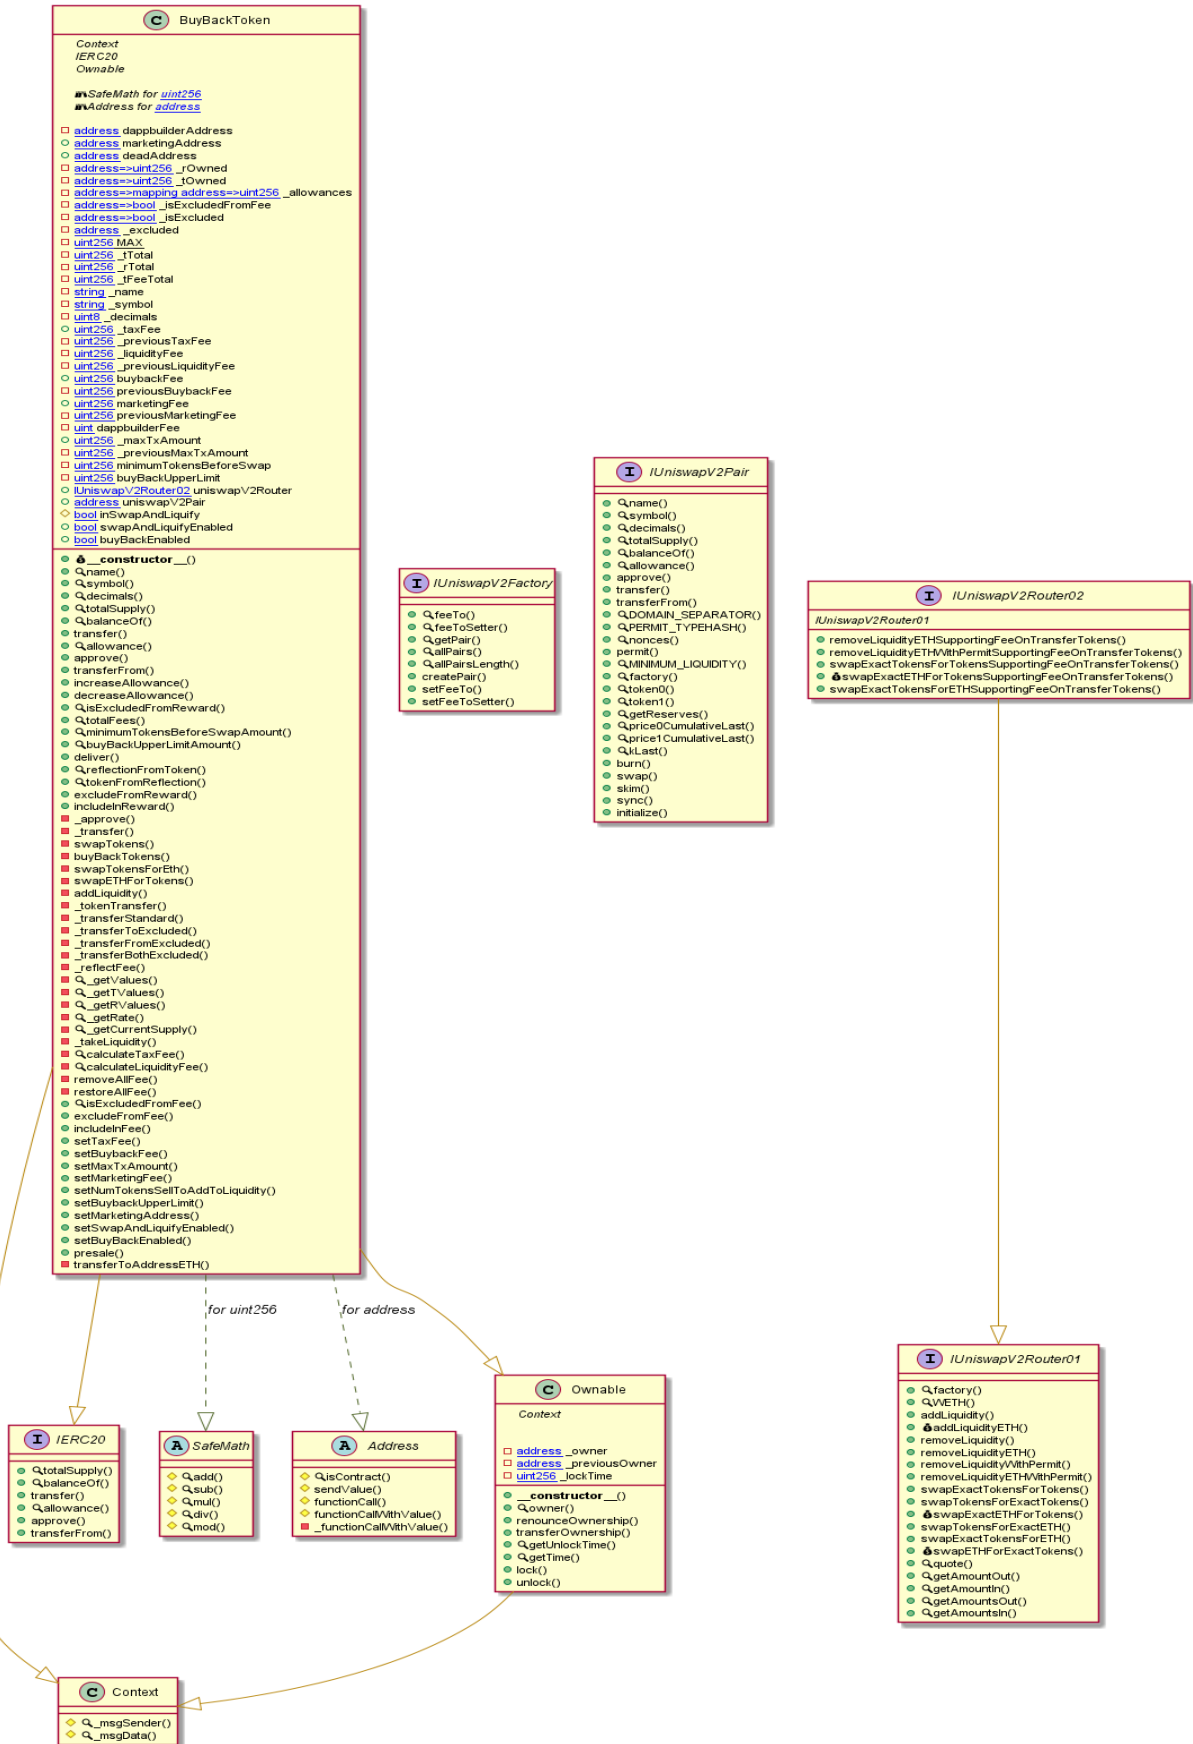 C BuyBackToken
Context
IERC20
Ownable
SafeMath for uint256
Address for address
address dappbuilderAddress
address marketingAddress
address deadAddress
address=>uint256 _rOwned
address=>uint256 _tOwned
address=>mapping address=>uint256 _allowances
address=>bool _isExcludedFromFee
address=>bool _isExcluded
address _excluded
uint256 MAX
uint256 _tTotal
uint256 _rTotal
uint256 _tFeeTotal
string _name
string _symbol
uint8 _decimals
uint256 _taxFee
uint256 _previousTaxFee
uint256 _liquidityFee
uint256 _previousLiquidityFee
uint256 buybackFee
uint256 previousBuybackFee
uint256 marketingFee
uint256 previousMarketingFee
uint dappbuilderFee
uint256 _maxTxAmount
uint256 _previousMaxTxAmount
uint256 minimumTokensBeforeSwap
uint256 buyBackUpperLimit
IUniswapV2Router02 uniswapV2Router
address uniswapV2Pair
bool inSwapAndLiquify
bool swapAndLiquifyEnabled
bool buyBackEnabled
__constructor__()
name()
symbol()
decimals()
totalSupply()
balanceOf()
transfer()
allowance()
approve()
transferFrom()
increaseAllowance()
decreaseAllowance()
isExcludedFromReward()
totalFees()
minimumTokensBeforeSwapAmount()
buyBackUpperLimitAmount()
deliver()
reflectionFromToken()
tokenFromReflection()
excludeFromReward()
includeInReward()
_approve()
_transfer()
swapTokens()
buyBackTokens()
swapTokensForEth()
swapETHForTokens()
addLiquidity()
_tokenTransfer()
_transferStandard()
_transferToExcluded()
_transferFromExcluded()
_transferBothExcluded()
_reflectFee()
_getValues()
_getTValues()
_getRValues()
_getRate()
_getCurrentSupply()
_takeLiquidity()
calculateTaxFee()
calculateLiquidityFee()
removeAllFee()
restoreAllFee()
isExcludedFromFee()
excludeFromFee()
includeInFee()
setTaxFee()
setBuybackFee()
setMaxTxAmount()
setMarketingFee()
setNumTokensSellToAddToLiquidity()
setBuybackUpperLimit()
setMarketingAddress()
setSwapAndLiquifyEnabled()
setBuyBackEnabled()
presale()
transferToAddressETH()
I IUniswapV2Factory
feeTo()
feeToSetter()
getPair()
allPairs()
allPairsLength()
createPair()
setFeeTo()
setFeeToSetter()
I IUniswapV2Pair
name()
symbol()
decimals()
totalSupply()
balanceOf()
allowance()
approve()
transfer()
transferFrom()
DOMAIN_SEPARATOR()
PERMIT_TYPEHASH()
nonces()
permit()
MINIMUM_LIQUIDITY()
factory()
token0()
token1()
getReserves()
price0CumulativeLast()
price1CumulativeLast()
kLast()
burn()
swap()
skim()
sync()
initialize()
I IUniswapV2Router02
IUniswapV2Router01
removeLiquidityETHSupportingFeeOnTransferTokens()
removeLiquidityETHWithPermitSupportingFeeOnTransferTokens()
swapExactTokensForTokensSupportingFeeOnTransferTokens()
swapExactETHForTokensSupportingFeeOnTransferTokens()
swapExactTokensForETHSupportingFeeOnTransferTokens()
for uint256
for address
I IERC20
totalSupply()
balanceOf()
transfer()
allowance()
approve()
transferFrom()
A SafeMath
add()
sub()
mul()
div()
mod()
A Address
isContract()
sendValue()
functionCall()
functionCallWithValue()
_functionCallWithValue()
C Ownable
Context
address _owner
address _previousOwner
uint256 _lockTime
__constructor__()
owner()
renounceOwnership()
transferOwnership()
getUnlockTime()
getTime()
lock()
unlock()
I IUniswapV2Router01
factory()
WETH()
addLiquidity()
addLiquidityETH()
removeLiquidity()
removeLiquidityETH()
removeLiquidityWithPermit()
removeLiquidityETHWithPermit()
swapExactTokensForTokens()
swapTokensForExactTokens()
swapExactETHForTokens()
swapTokensForExactETH()
swapExactTokensForETH()
swapETHForExactTokens()
quote()
getAmountOut()
getAmountIn()
getAmountsOut()
getAmountsIn()
C Context
_msgSender()
_msgData()